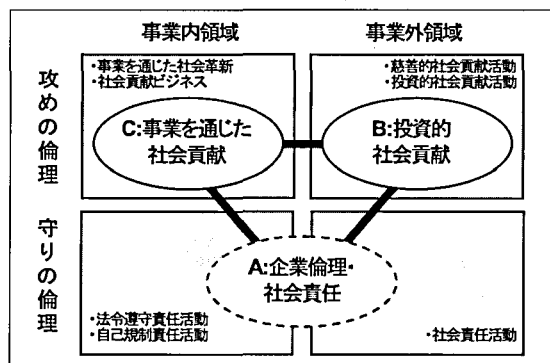 事業内領域
事業外領域
攻めの倫理
・事業を通じた社会革新
・社会貢献ビジネス
・慈善的社会貢献活動
・投資的社会貢献活動
C:事業を通じた
社会貢献
B:投資的
社会貢献
守りの倫理
A:企業倫理・
社会責任
・法令遵守責任活動
・自己規制責任活動
・社会責任活動